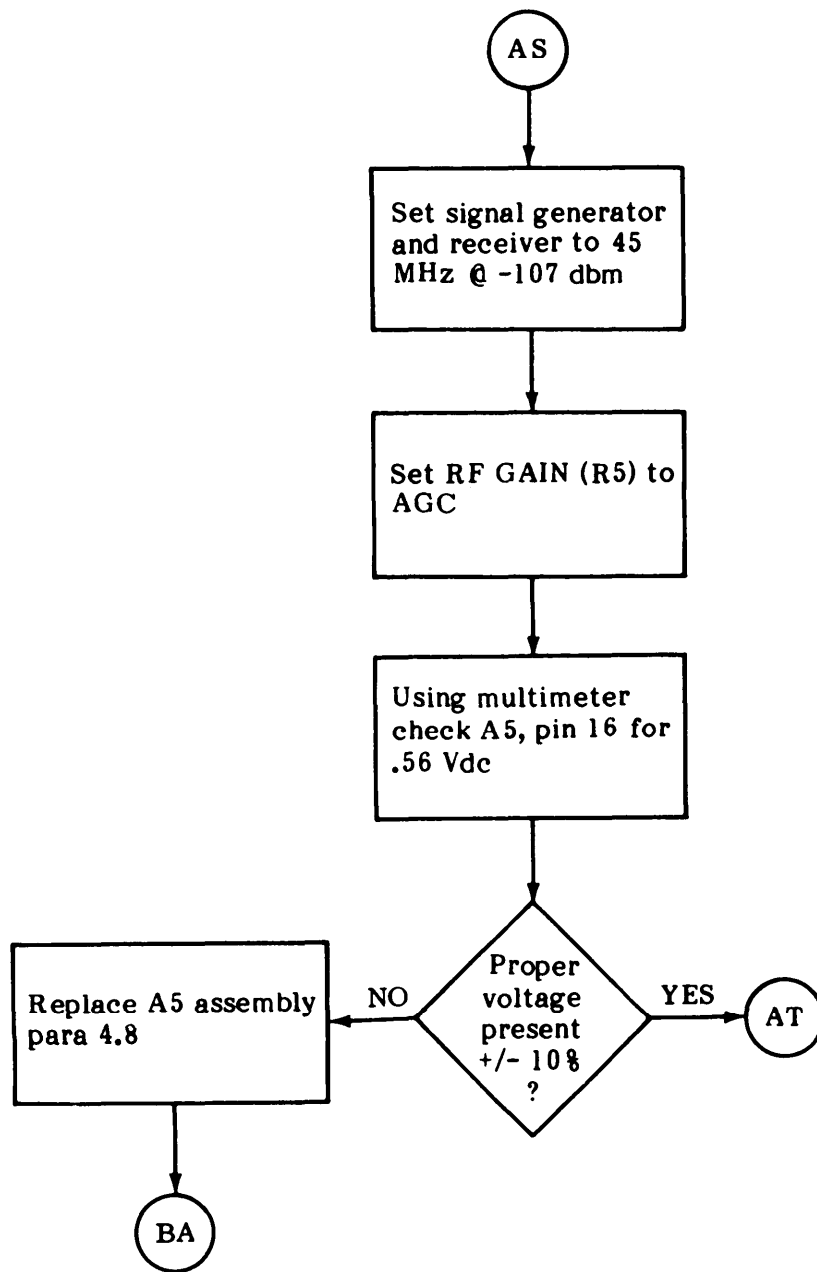 AS
Set signal generator
and receiver to 45
MHz @ -107 dbm
Set RF GAIN (R5) to
AGC
Using multimeter
check A5, pin 16 for
.56 Vdc
Proper
voltage
present
+/- 10%
?
NO
YES
AT
Replace A5 assembly
para 4.8
BA